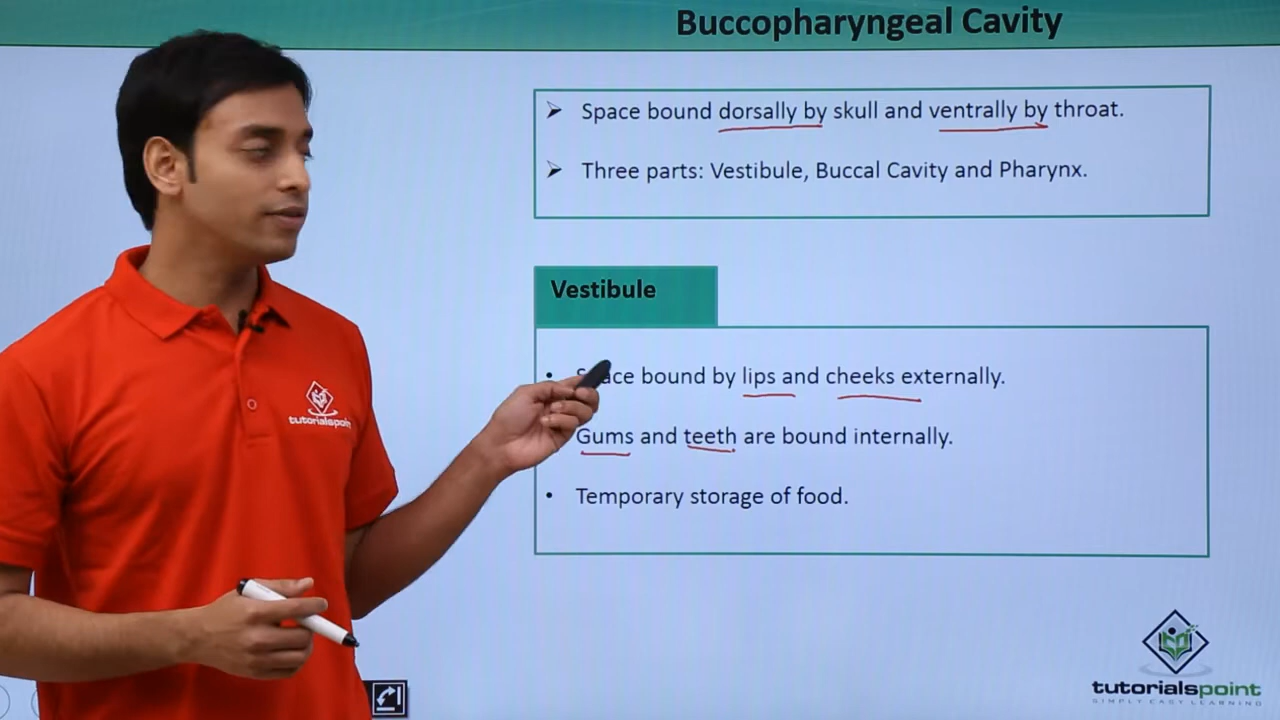 Buccopharyngeal Cavity
➢ Space bound dorsally by skull and ventrally by throat.
➢ Three parts: Vestibule, Buccal Cavity and Pharynx.
Vestibule
• Space bound by lips and cheeks externally.
Gums and teeth are bound internally.
• Temporary storage of food.
tutorialspoint
tutorialspoint
SIMPLY EASY LEARNING